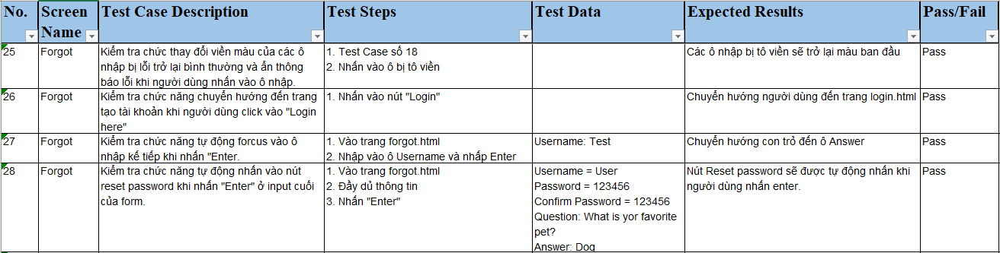 No. Screen Name Test Case Description Test Steps Test Data Expected Results Pass/Fail
25 Forgot
Kiểm tra chức thay đổi viền màu của các ô
nhập bị lỗi trở lại bình thường và ẩn thông
báo lỗi khi người dùng nhấn vào ô nhập.
1. Test Case số 18
2. Nhấn vào ô bị tô viền
Các ô nhập bị tô viền sẽ trở lại màu ban đầu
Pass
26 Forgot
Kiểm tra chức năng chuyển hướng đến trang
tạo tài khoản khi người dùng click vào "Login
here"
1. Nhấn vào nút "Login"
Chuyển hướng người dùng đến trang login.html
Pass
27 Forgot
Kiểm tra chức năng tự động forcus vào ô
nhập kế tiếp khi nhấn "Enter.
1. Vào trang forgot.html
2. Nhập vào ô Username và nhấp Enter
Username: Test
Chuyển hướng con trỏ đến ô Answer
Pass
28 Forgot
Kiểm tra chức năng tự động nhấn vào nút
reset password khi nhấn "Enter" ở input cuối
của form.
1. Vào trang forgot.html
2. Đầy dủ thông tin
3. Nhấn "Enter"
Username = User
Password = 123456
Confirm Password = 123456
Question: What is yor favorite
pet?
Answer: Dog
Nút Reset password sẽ được tự động nhấn khi
người dùng nhấn enter.
Pass